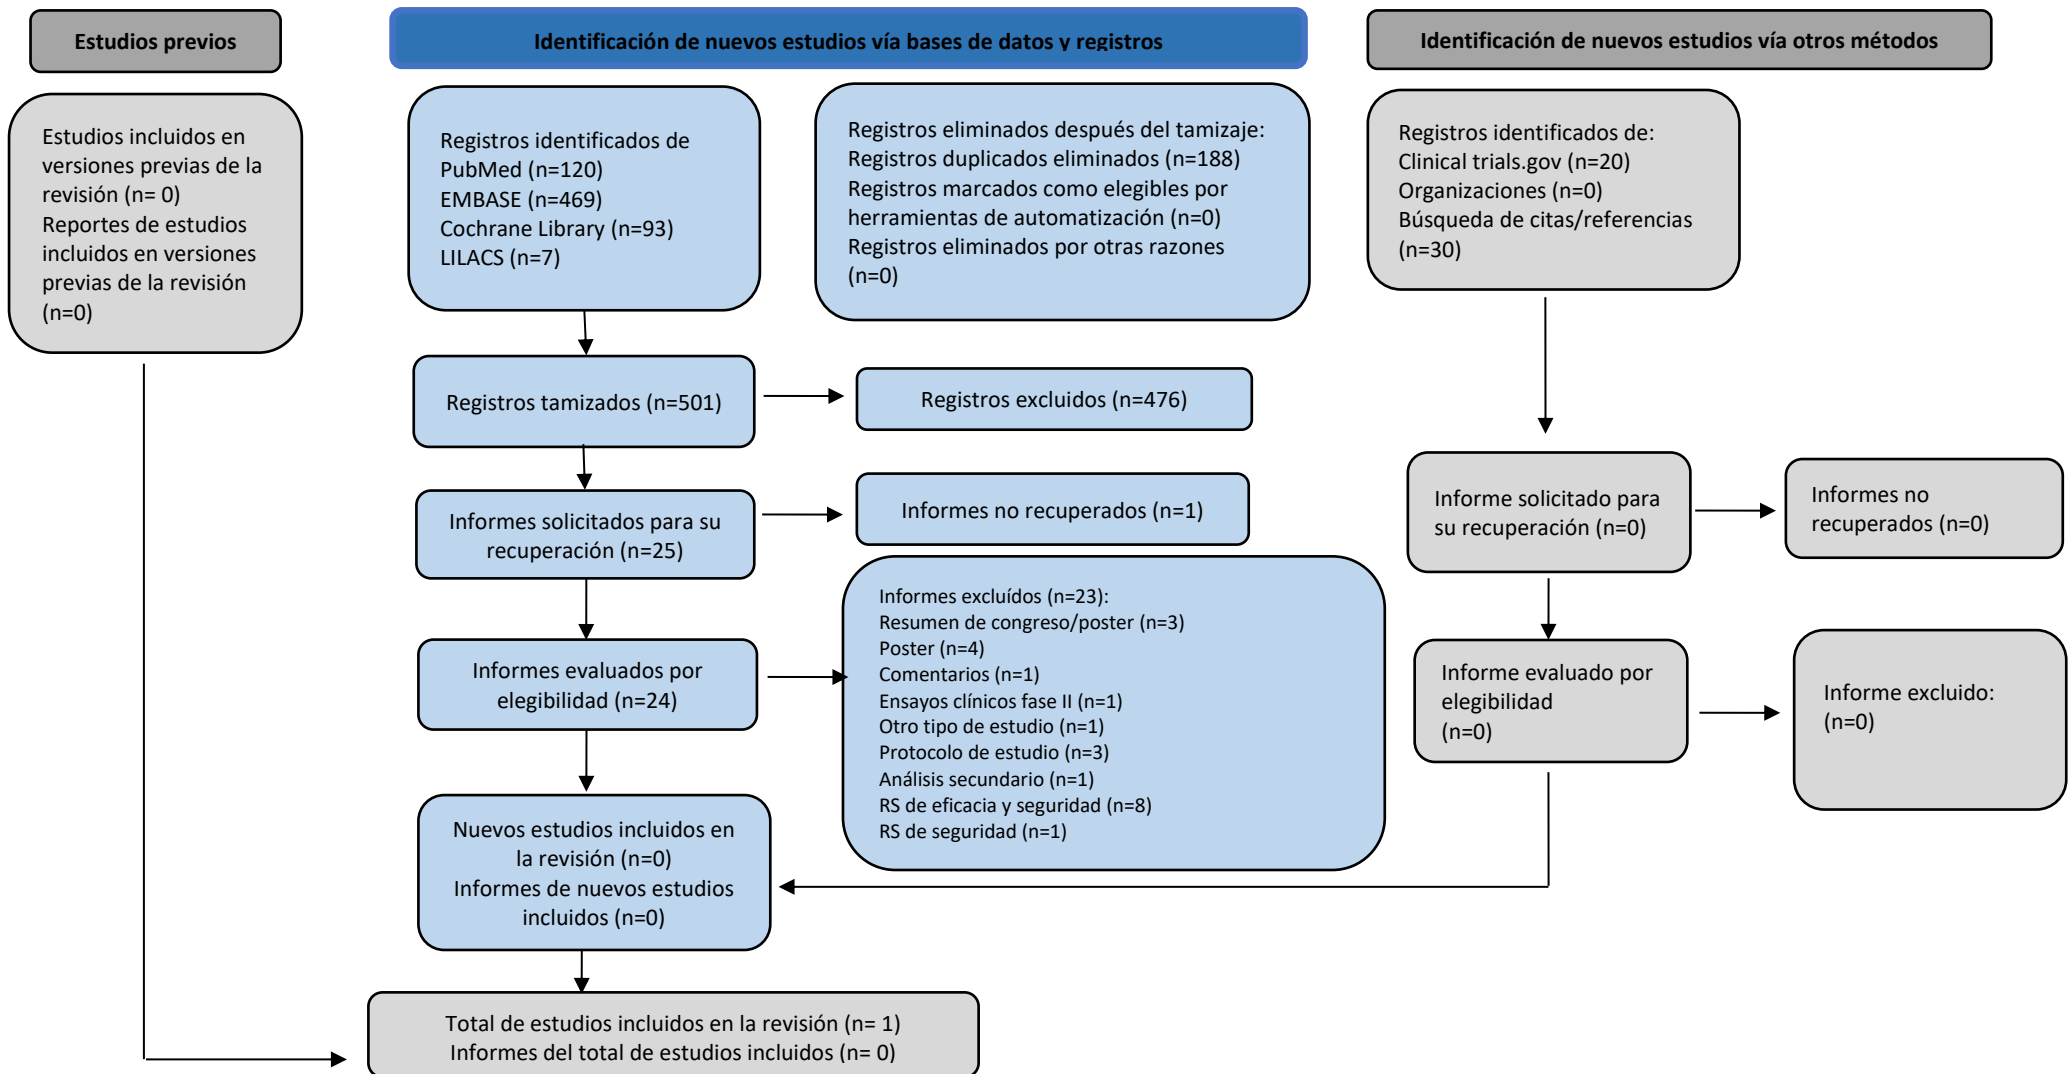 Estudios previos
Identificación de nuevos estudios vía bases de datos y registros
Identificación de nuevos estudios vía otros métodos
Estudios incluidos en
versiones previas de la
revisión (n= 0)
Reportes de estudios
incluidos en versiones
previas de la revisión
(n=0)
Registros identificados de
PubMed (n=120)
EMBASE (n=469)
Cochrane Library (n=93)
LILACS (n=7)
Registros eliminados después del tamizaje:
Registros duplicados eliminados (n=188)
Registros marcados como elegibles por
herramientas de automatización (n=0)
Registros eliminados por otras razones
(n=0)
Registros identificados de:
Clinical trials.gov (n=20)
Organizaciones (n=0)
Búsqueda de citas/referencias
(n=30)
Registros tamizados (n=501)
Registros excluidos (n=476)
Informes solicitados para su
recuperación (n=25)
Informes no recuperados (n=1)
Informe solicitado para
su recuperación (n=0)
Informes no
recuperados (n=0)
Informes evaluados por
elegibilidad (n=24)
Informes excluídos (n=23):
Resumen de congreso/poster (n=3)
Poster (n=4)
Comentarios (n=1)
Ensayos clínicos fase II (n=1)
Otro tipo de estudio (n=1)
Protocolo de estudio (n=3)
Análisis secundario (n=1)
RS de eficacia y seguridad (n=8)
RS de seguridad (n=1)
Informe evaluado por
elegibilidad
(n=0)
Informe excluido:
(n=0)
Nuevos estudios incluidos en
la revisión (n=0)
Informes de nuevos estudios
incluidos (n=0)
Total de estudios incluidos en la revisión (n= 1)
Informes del total de estudios incluidos (n= 0)